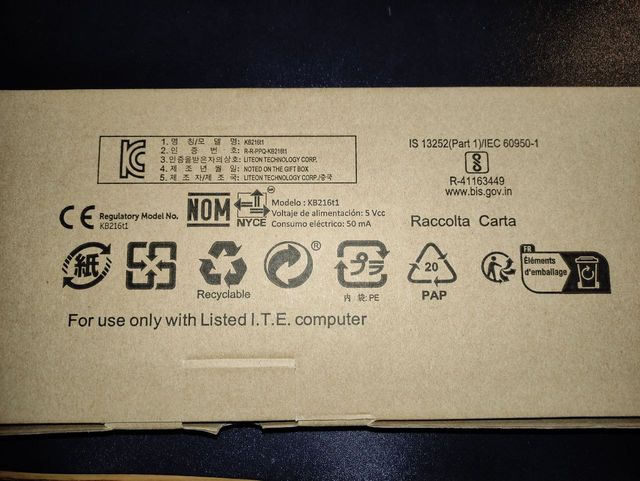 1. 명 칭/모 델 명: KB216t1
2. 인 증 번 호: R-R-PPQ-KB216t1
3.인증을받은자의상호: LITEON TECHNOLOGY CORP.
4. 제 조 년 월 일: NOTED ON THE GIFT BOX
5. 제 조 자/제 조 국: LITEON TECHNOLOGY CORP./중국
IS 13252(Part 1)/IEC 60950-1
R-41163449
www.bis.gov.in
CE Regulatory Model No.
KB216t1
NOM
NYCE
Modelo : KB216t1
Voltaje de alimentación: 5 Vcc
Consumo eléctrico: 50 mA
Raccolta Carta
紙
Recyclable
®
プラ
内 袋: PE
20
PAP
FR
Éléments
d'emballage
For use only with Listed I.T.E. computer